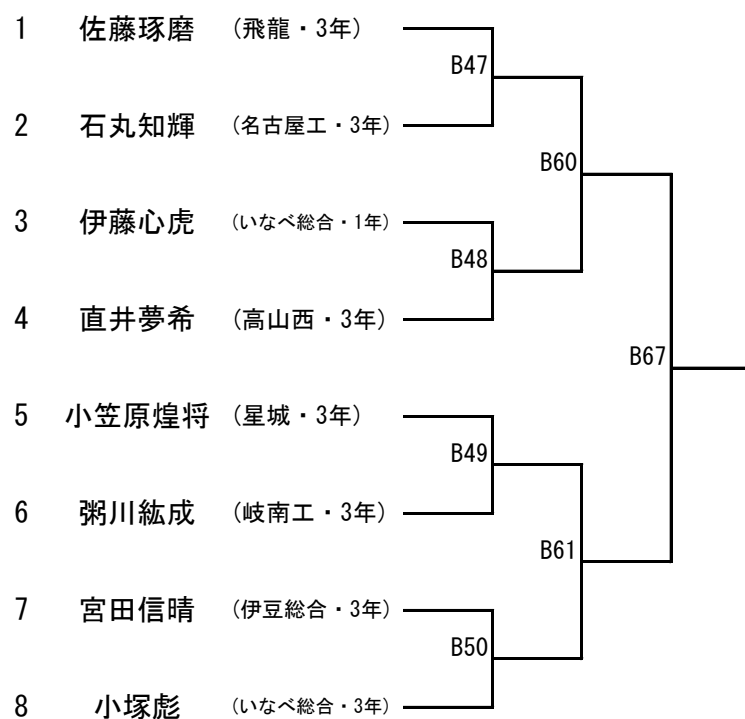 1 佐藤琢磨 (飛龍・3年)
B47
2 石丸知輝 (名古屋工・3年)
B60
3 伊藤心虎 (いなべ総合・1年)
B48
4 直井夢希 (高山西・3年)
B67
5 小笠原煌将 (星城・3年)
B49
6 粥川紘成 (岐南工・3年)
B61
7 宮田信晴 (伊豆総合・3年)
B50
8 小塚彪 (いなべ総合・3年)